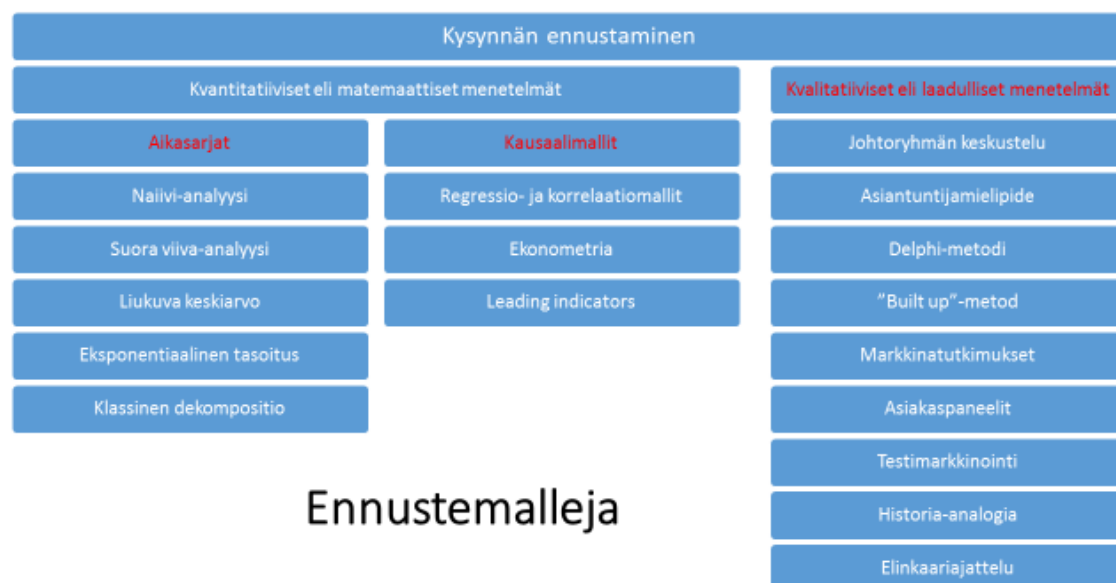 Kysynnän ennustaminen
Kvantitatiiviset eli matemaattiset menetelmät
Kvalitatiiviset eli laadulliset menetelmät
Aikasarjat
Kausaalimallit
Johtoryhmän keskustelu
Naiivi-analyysi
Regressio- ja korrelaatiomallit
Asiantuntijamielipide
Suora viiva-analyysi
Ekonometria
Delphi-metodi
Liukuva keskiarvo
Leading indicators
”Built up”-metod
Eksponentiaalinen tasoitus
Markkinatutkimukset
Klassinen dekompositio
Asiakaspaneelit
Testimarkkinointi
Ennustemalleja
Historia-analogia
Elinkaariajattelu